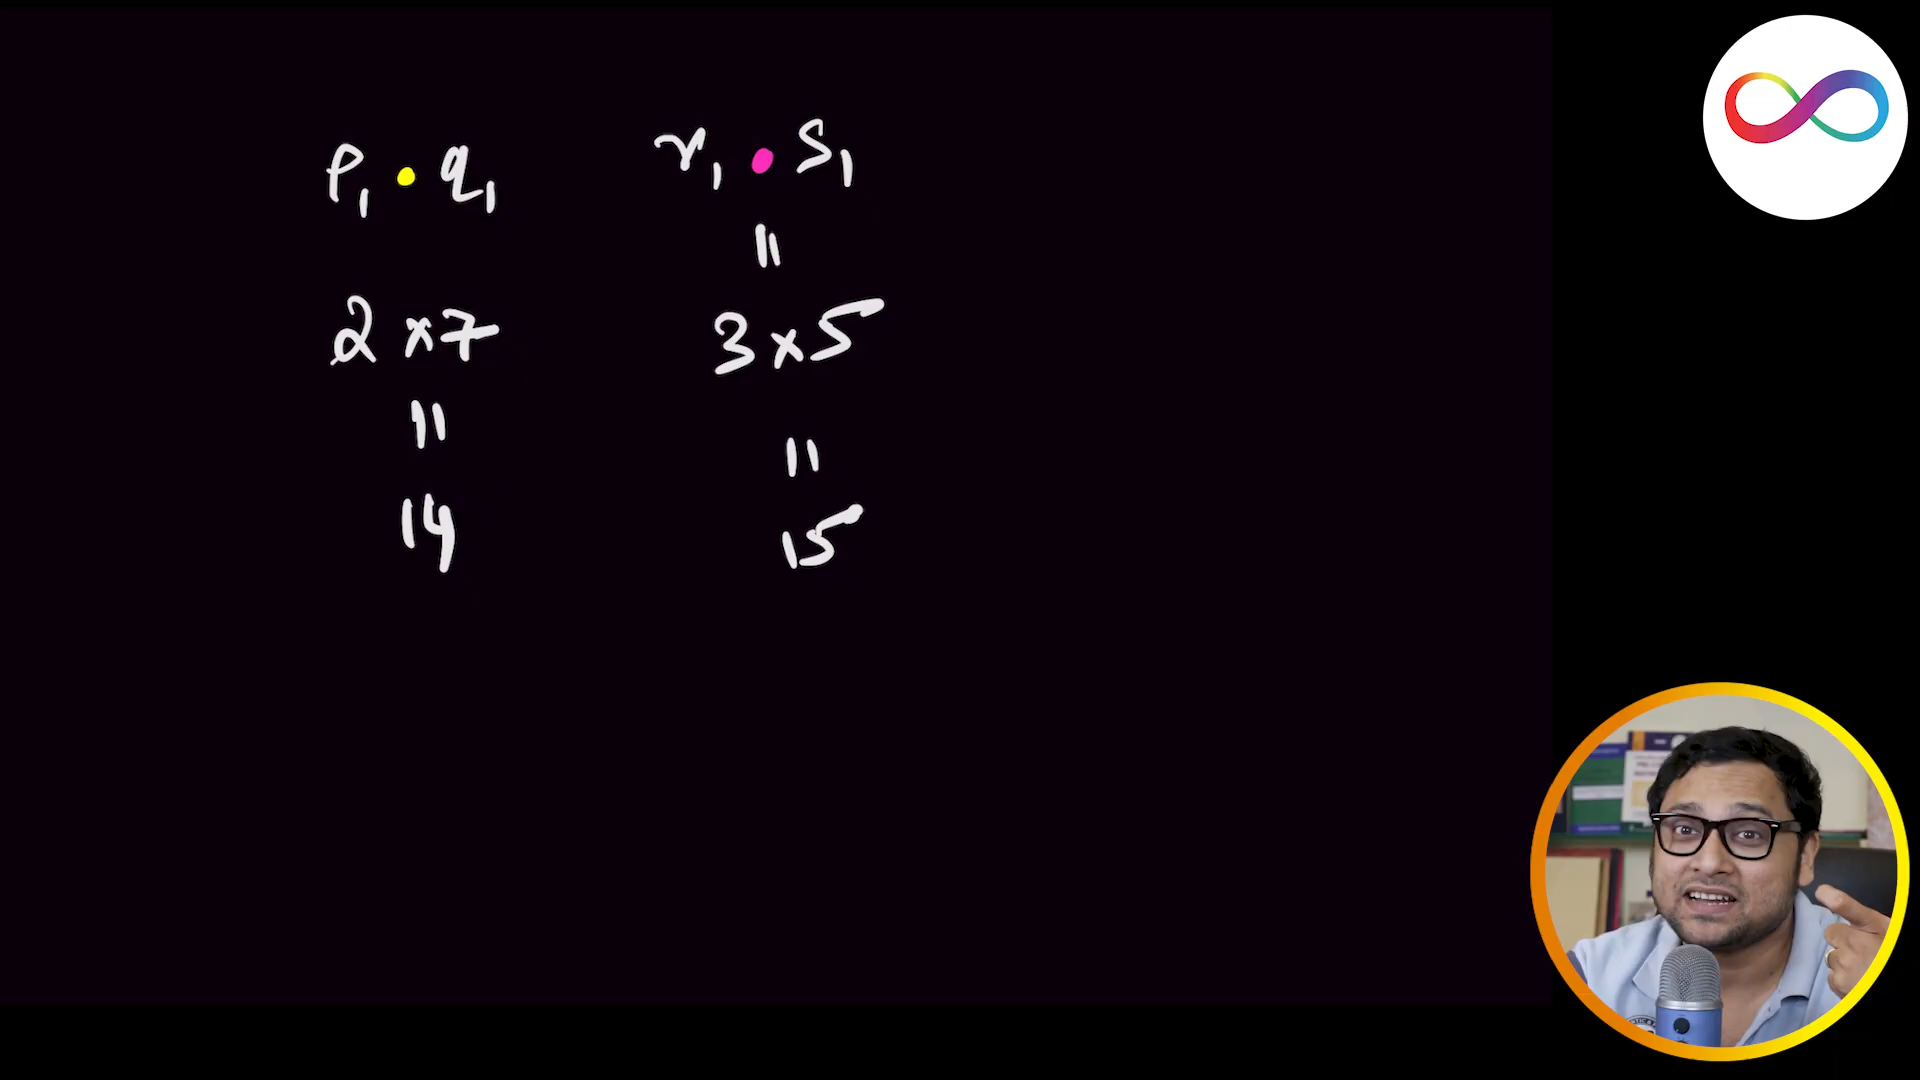 p₁ • q₁
r₁ • s₁
||
2 × 7
3 × 5
||
||
14
15